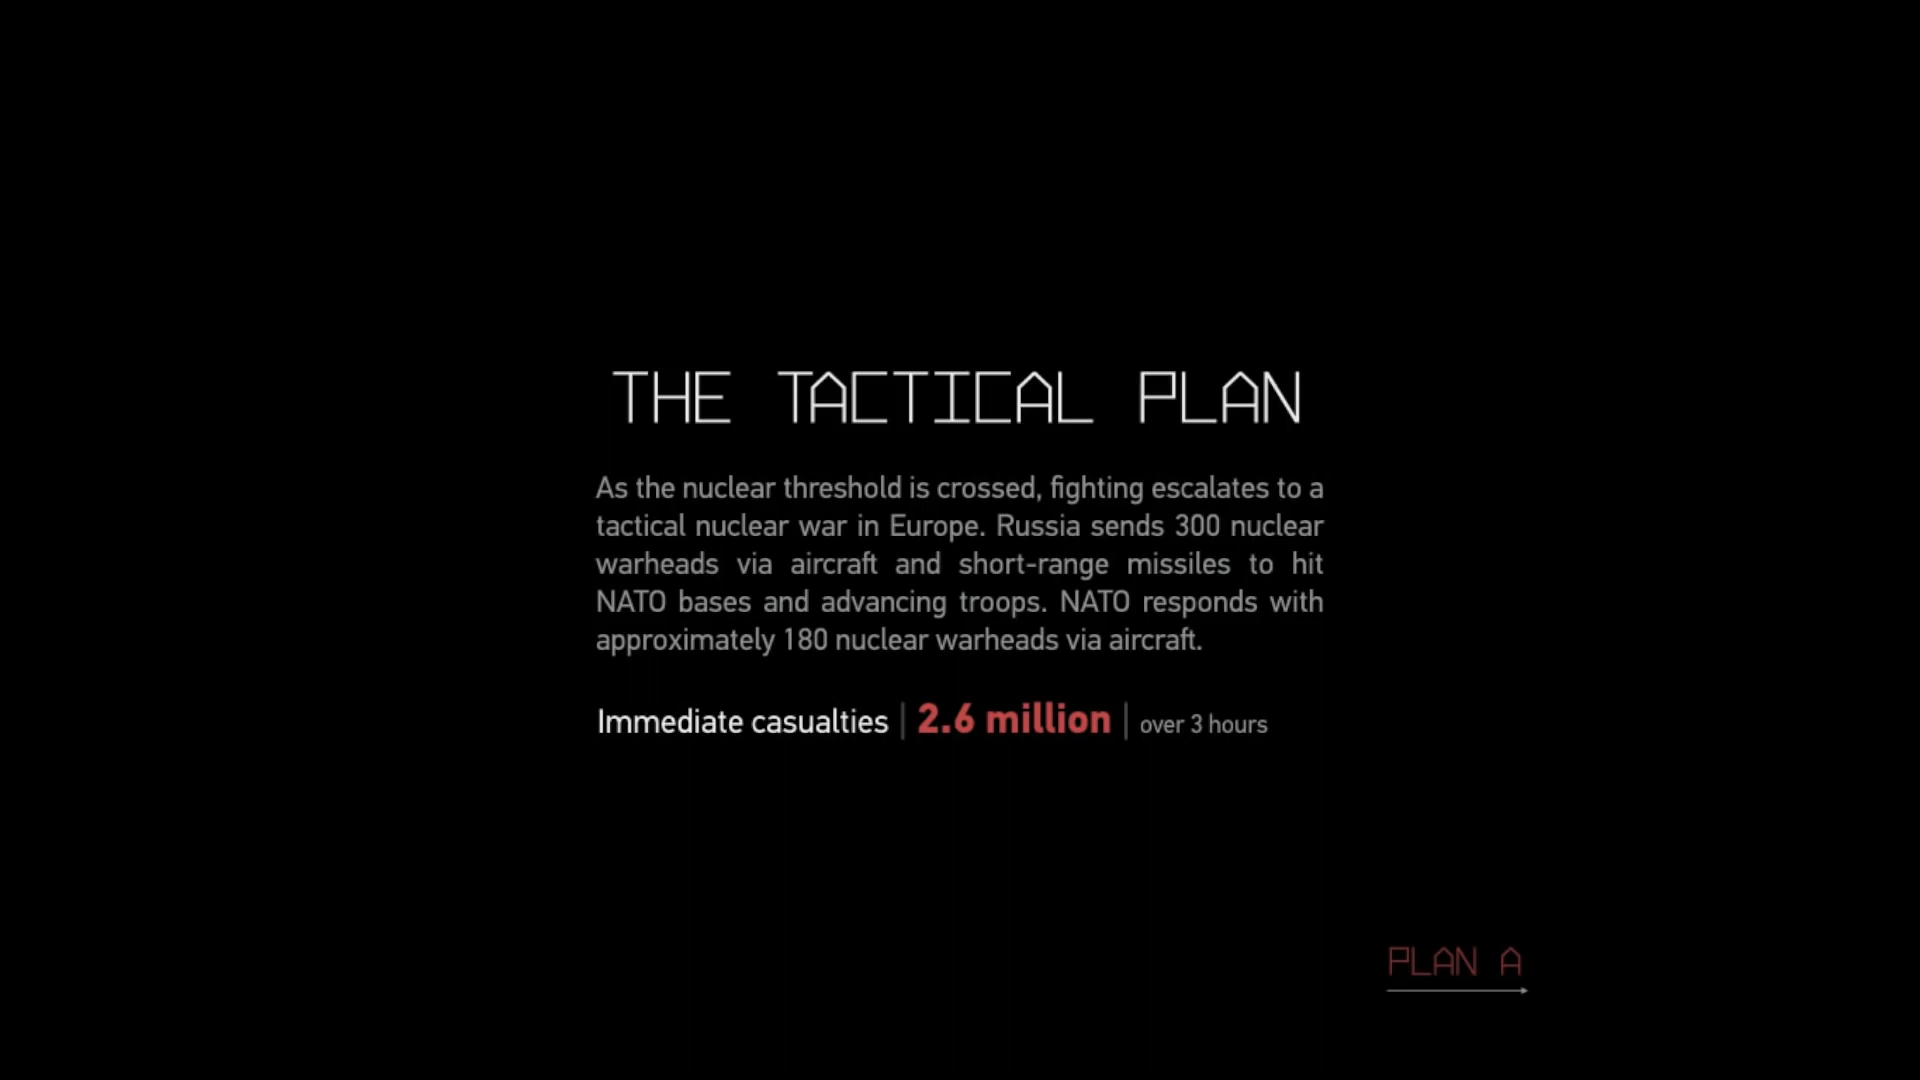 THE TACTICAL PLAN
As the nuclear threshold is crossed, fighting escalates to a
tactical nuclear war in Europe. Russia sends 300 nuclear
warheads via aircraft and short-range missiles to hit
NATO bases and advancing troops. NATO responds with
approximately 180 nuclear warheads via aircraft.
Immediate casualties | 2.6 million | over 3 hours
PLAN A